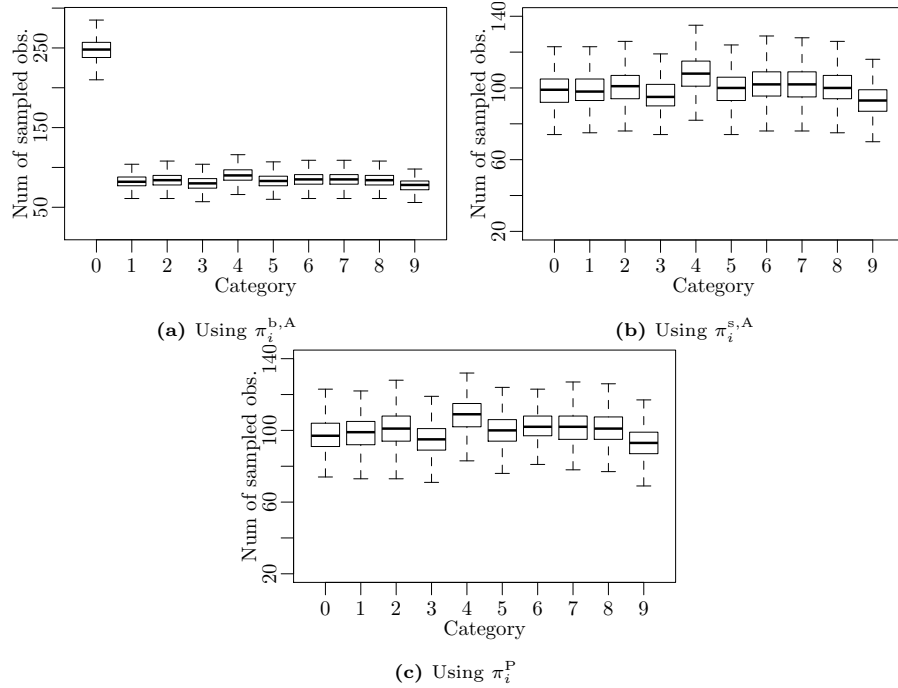 Num of sampled obs.
250
150
50
0 1 2 3 4 5 6 7 8 9
Category
(a) Using π_i^{b,A}
Num of sampled obs.
140
100
60
20
0 1 2 3 4 5 6 7 8 9
Category
(b) Using π_i^{s,A}
Num of sampled obs.
140
100
60
20
0 1 2 3 4 5 6 7 8 9
Category
(c) Using π_i^P